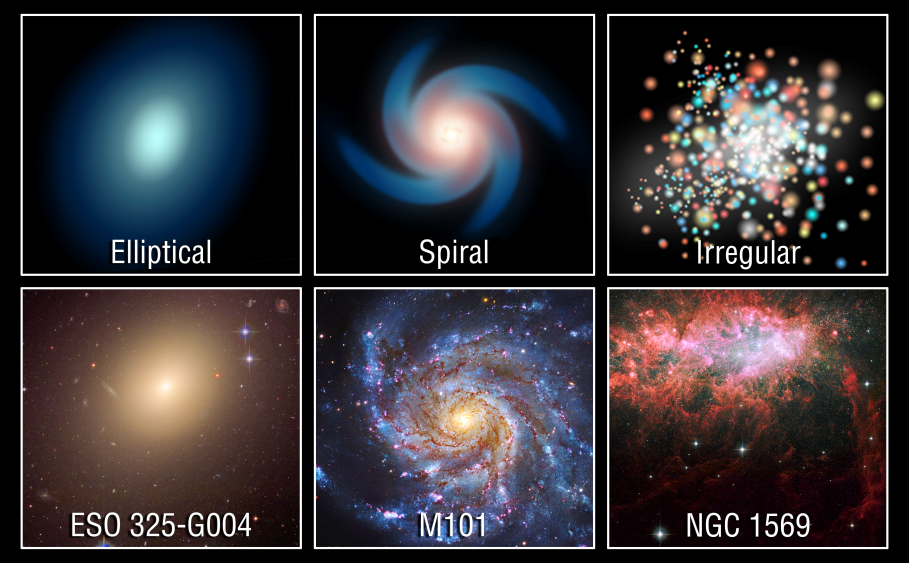 Elliptical
Spiral
Irregular
ESO 325-G004
M101
NGC 1569